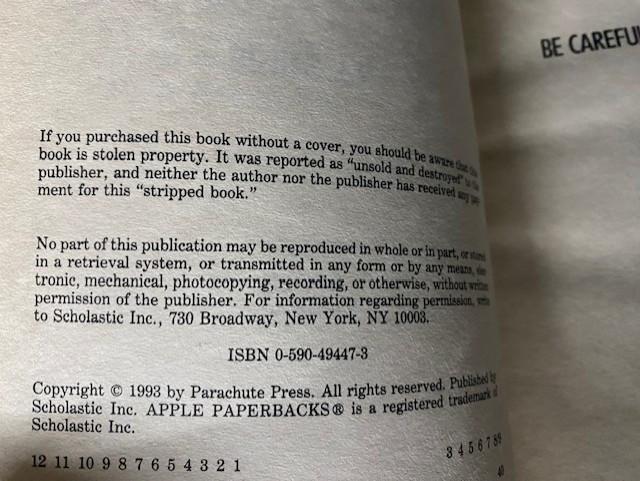 BE CAREFU
If you purchased this book without a cover, you should be aware that this
book is stolen property. It was reported as "unsold and destroyed" to the
publisher, and neither the author nor the publisher has received any pay-
ment for this "stripped book."
No part of this publication may be reproduced in whole or in part, or stored
in a retrieval system, or transmitted in any form or by any means, elec-
tronic, mechanical, photocopying, recording, or otherwise, without written
permission of the publisher. For information regarding permission, write
to Scholastic Inc., 730 Broadway, New York, NY 10003.
ISBN 0-590-49447-3
Copyright © 1993 by Parachute Press. All rights reserved. Published by
Scholastic Inc. APPLE PAPERBACKS® is a registered trademark of
Scholastic Inc.
12 11 10 9 8 7 6 5 4 3 2 1 3 4 5 6 7 8/9
40